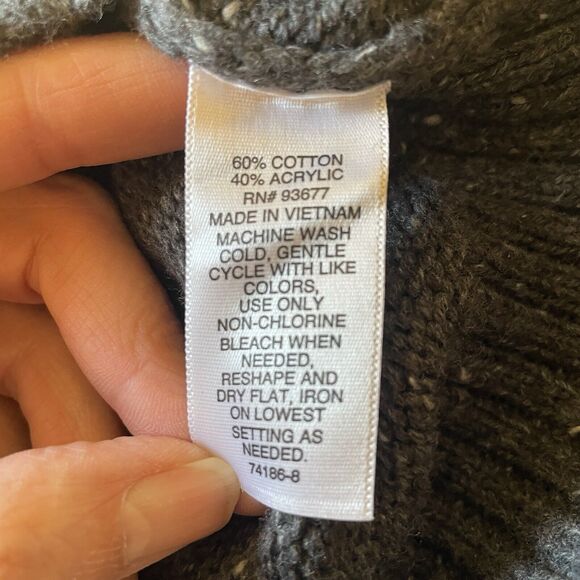 60% COTTON
40% ACRYLIC
RN# 93677
MADE IN VIETNAM
MACHINE WASH
COLD, GENTLE
CYCLE WITH LIKE
COLORS,
USE ONLY
NON-CHLORINE
BLEACH WHEN
NEEDED,
RESHAPE AND
DRY FLAT, IRON
ON LOWEST
SETTING AS
NEEDED.
74186-8